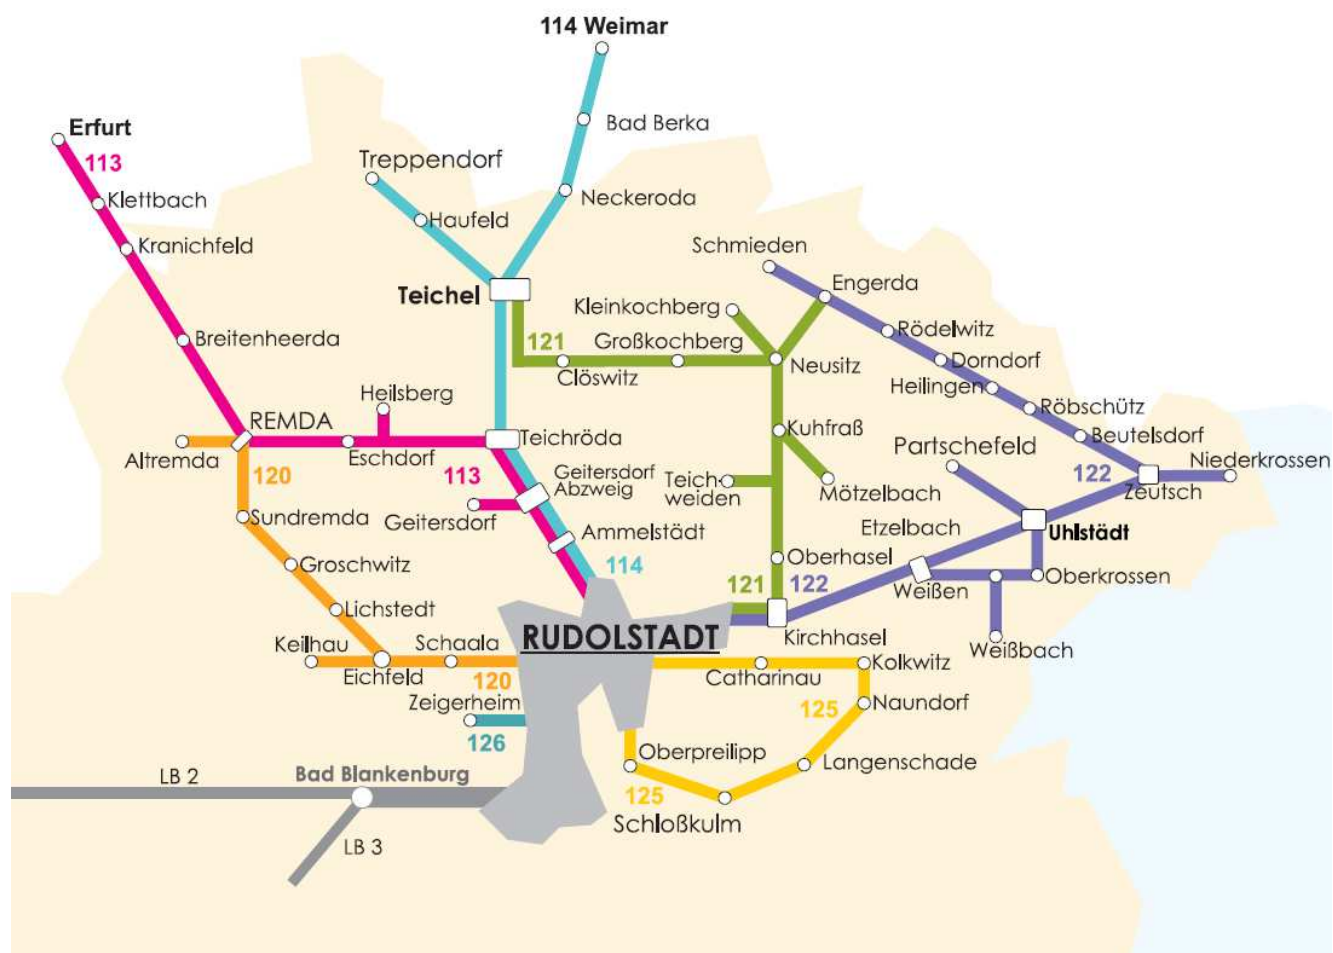 114 Weimar
Erfurt
113
Bad Berka
Treppendorf
Klettbach
Neckeroda
Haufeld
Kranichfeld
Schmieden
Engerda
Teichel
Kleinkochberg
Rödelwitz
Breitenheerda
121
Großkochberg
Neusitz
Dorndorf
Clöswitz
Heilingen
Heilsberg
Röbschütz
REMDA
Teichröda
Kuhfraß
Beutelsdorf
Partschefeld
Altremda
Eschdorf
120
113
Geitersdorf
Abzweig
Teich-
weiden
Mötzelbach
122
Niederkrossen
Zeutsch
Sundremda
Geitersdorf
Ammelstädt
Etzelbach
Uhlstädt
Groschwitz
114
Oberhasel
121
122
Weißen
Oberkrossen
Lichstedt
RUDOLSTADT
Kirchhasel
Weißbach
Keilhau
Schaala
Eichfeld
120
Catharinau
Kolkwitz
Zeigerheim
126
125
Naundorf
Oberpreilipp
Langenschade
LB 2
Bad Blankenburg
125
Schloßkulm
LB 3